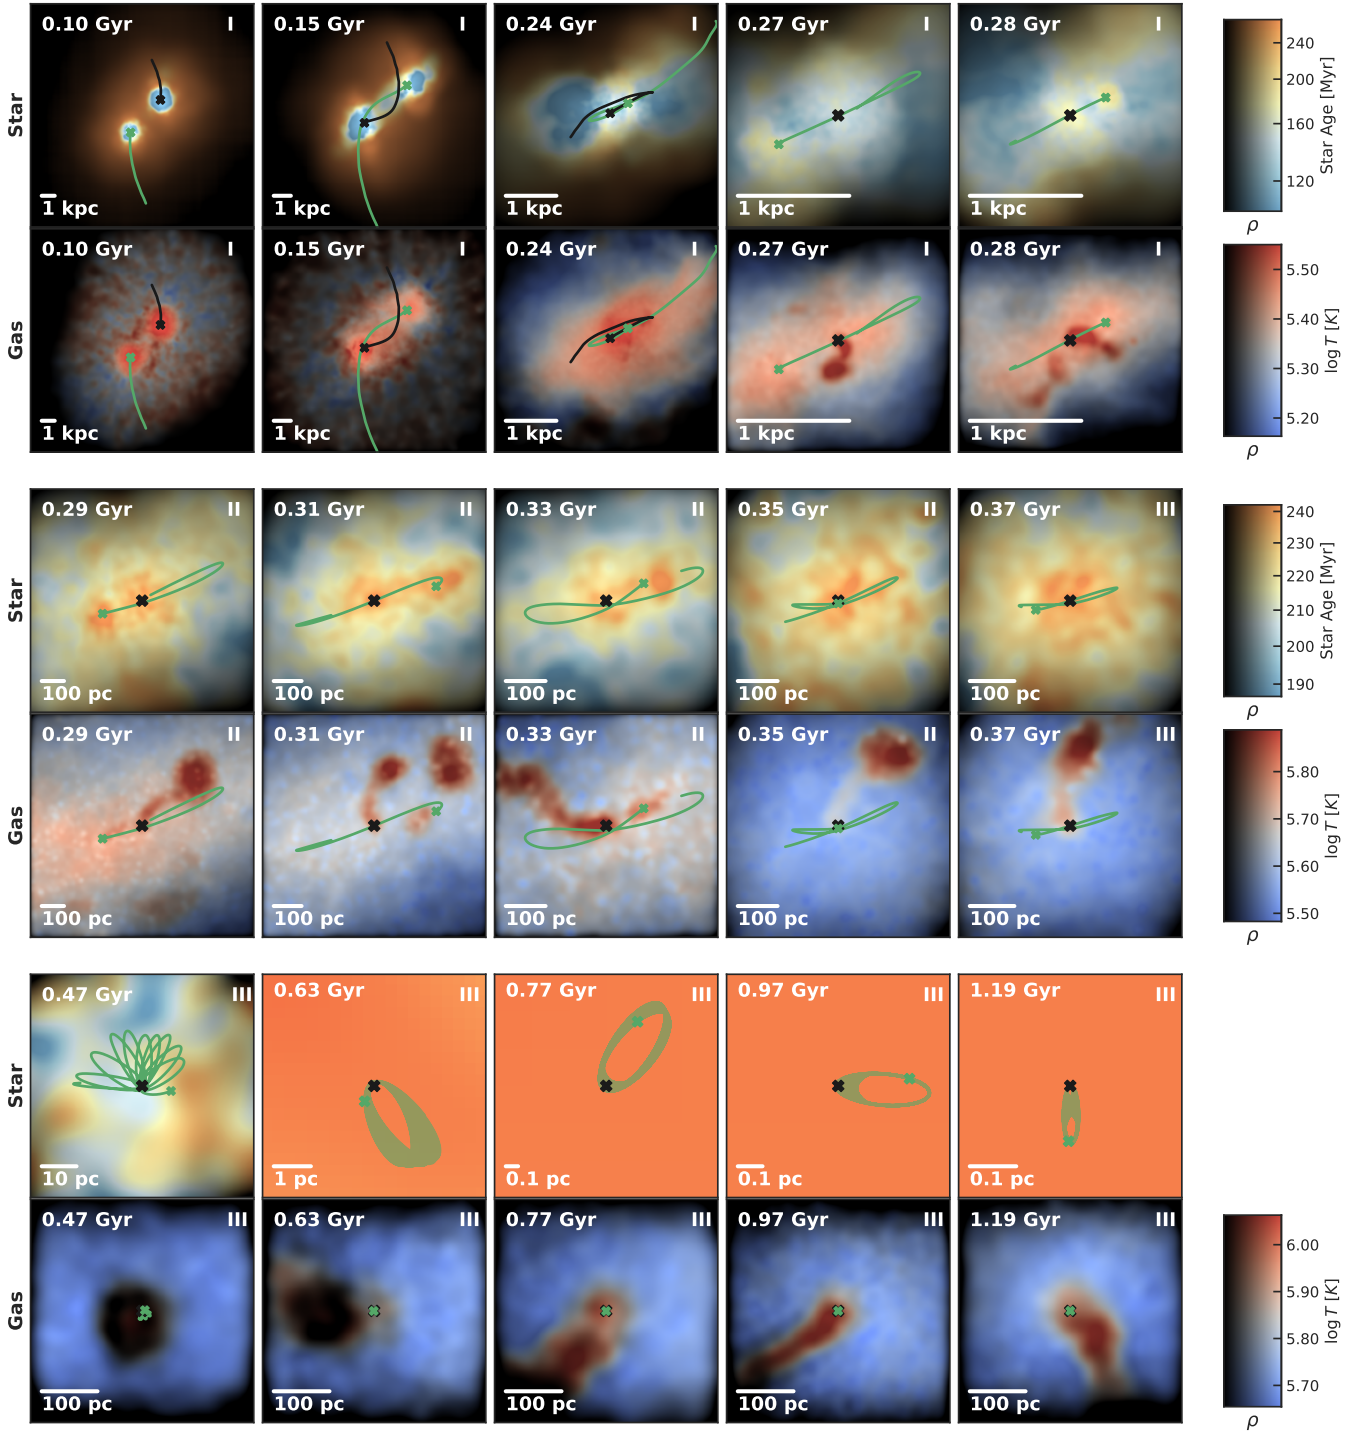 0.10 Gyr I 0.15 Gyr I 0.24 Gyr I 0.27 Gyr I 0.28 Gyr I
Star
1 kpc 1 kpc 1 kpc 1 kpc 1 kpc
240
200
160
120
Star Age [Myr]
ρ
0.10 Gyr I 0.15 Gyr I 0.24 Gyr I 0.27 Gyr I 0.28 Gyr I
Gas
1 kpc 1 kpc 1 kpc 1 kpc 1 kpc
5.50
5.40
5.30
5.20
log T [K]
ρ
0.29 Gyr II 0.31 Gyr II 0.33 Gyr II 0.35 Gyr II 0.37 Gyr III
Star
100 pc 100 pc 100 pc 100 pc 100 pc
240
230
220
210
200
190
Star Age [Myr]
ρ
0.29 Gyr II 0.31 Gyr II 0.33 Gyr II 0.35 Gyr II 0.37 Gyr III
Gas
100 pc 100 pc 100 pc 100 pc 100 pc
5.80
5.70
5.60
5.50
log T [K]
ρ
0.47 Gyr III 0.63 Gyr III 0.77 Gyr III 0.97 Gyr III 1.19 Gyr III
Star
10 pc 1 pc 0.1 pc 0.1 pc 0.1 pc
0.47 Gyr III 0.63 Gyr III 0.77 Gyr III 0.97 Gyr III 1.19 Gyr III
Gas
100 pc 100 pc 100 pc 100 pc 100 pc
6.00
5.90
5.80
5.70
log T [K]
ρ